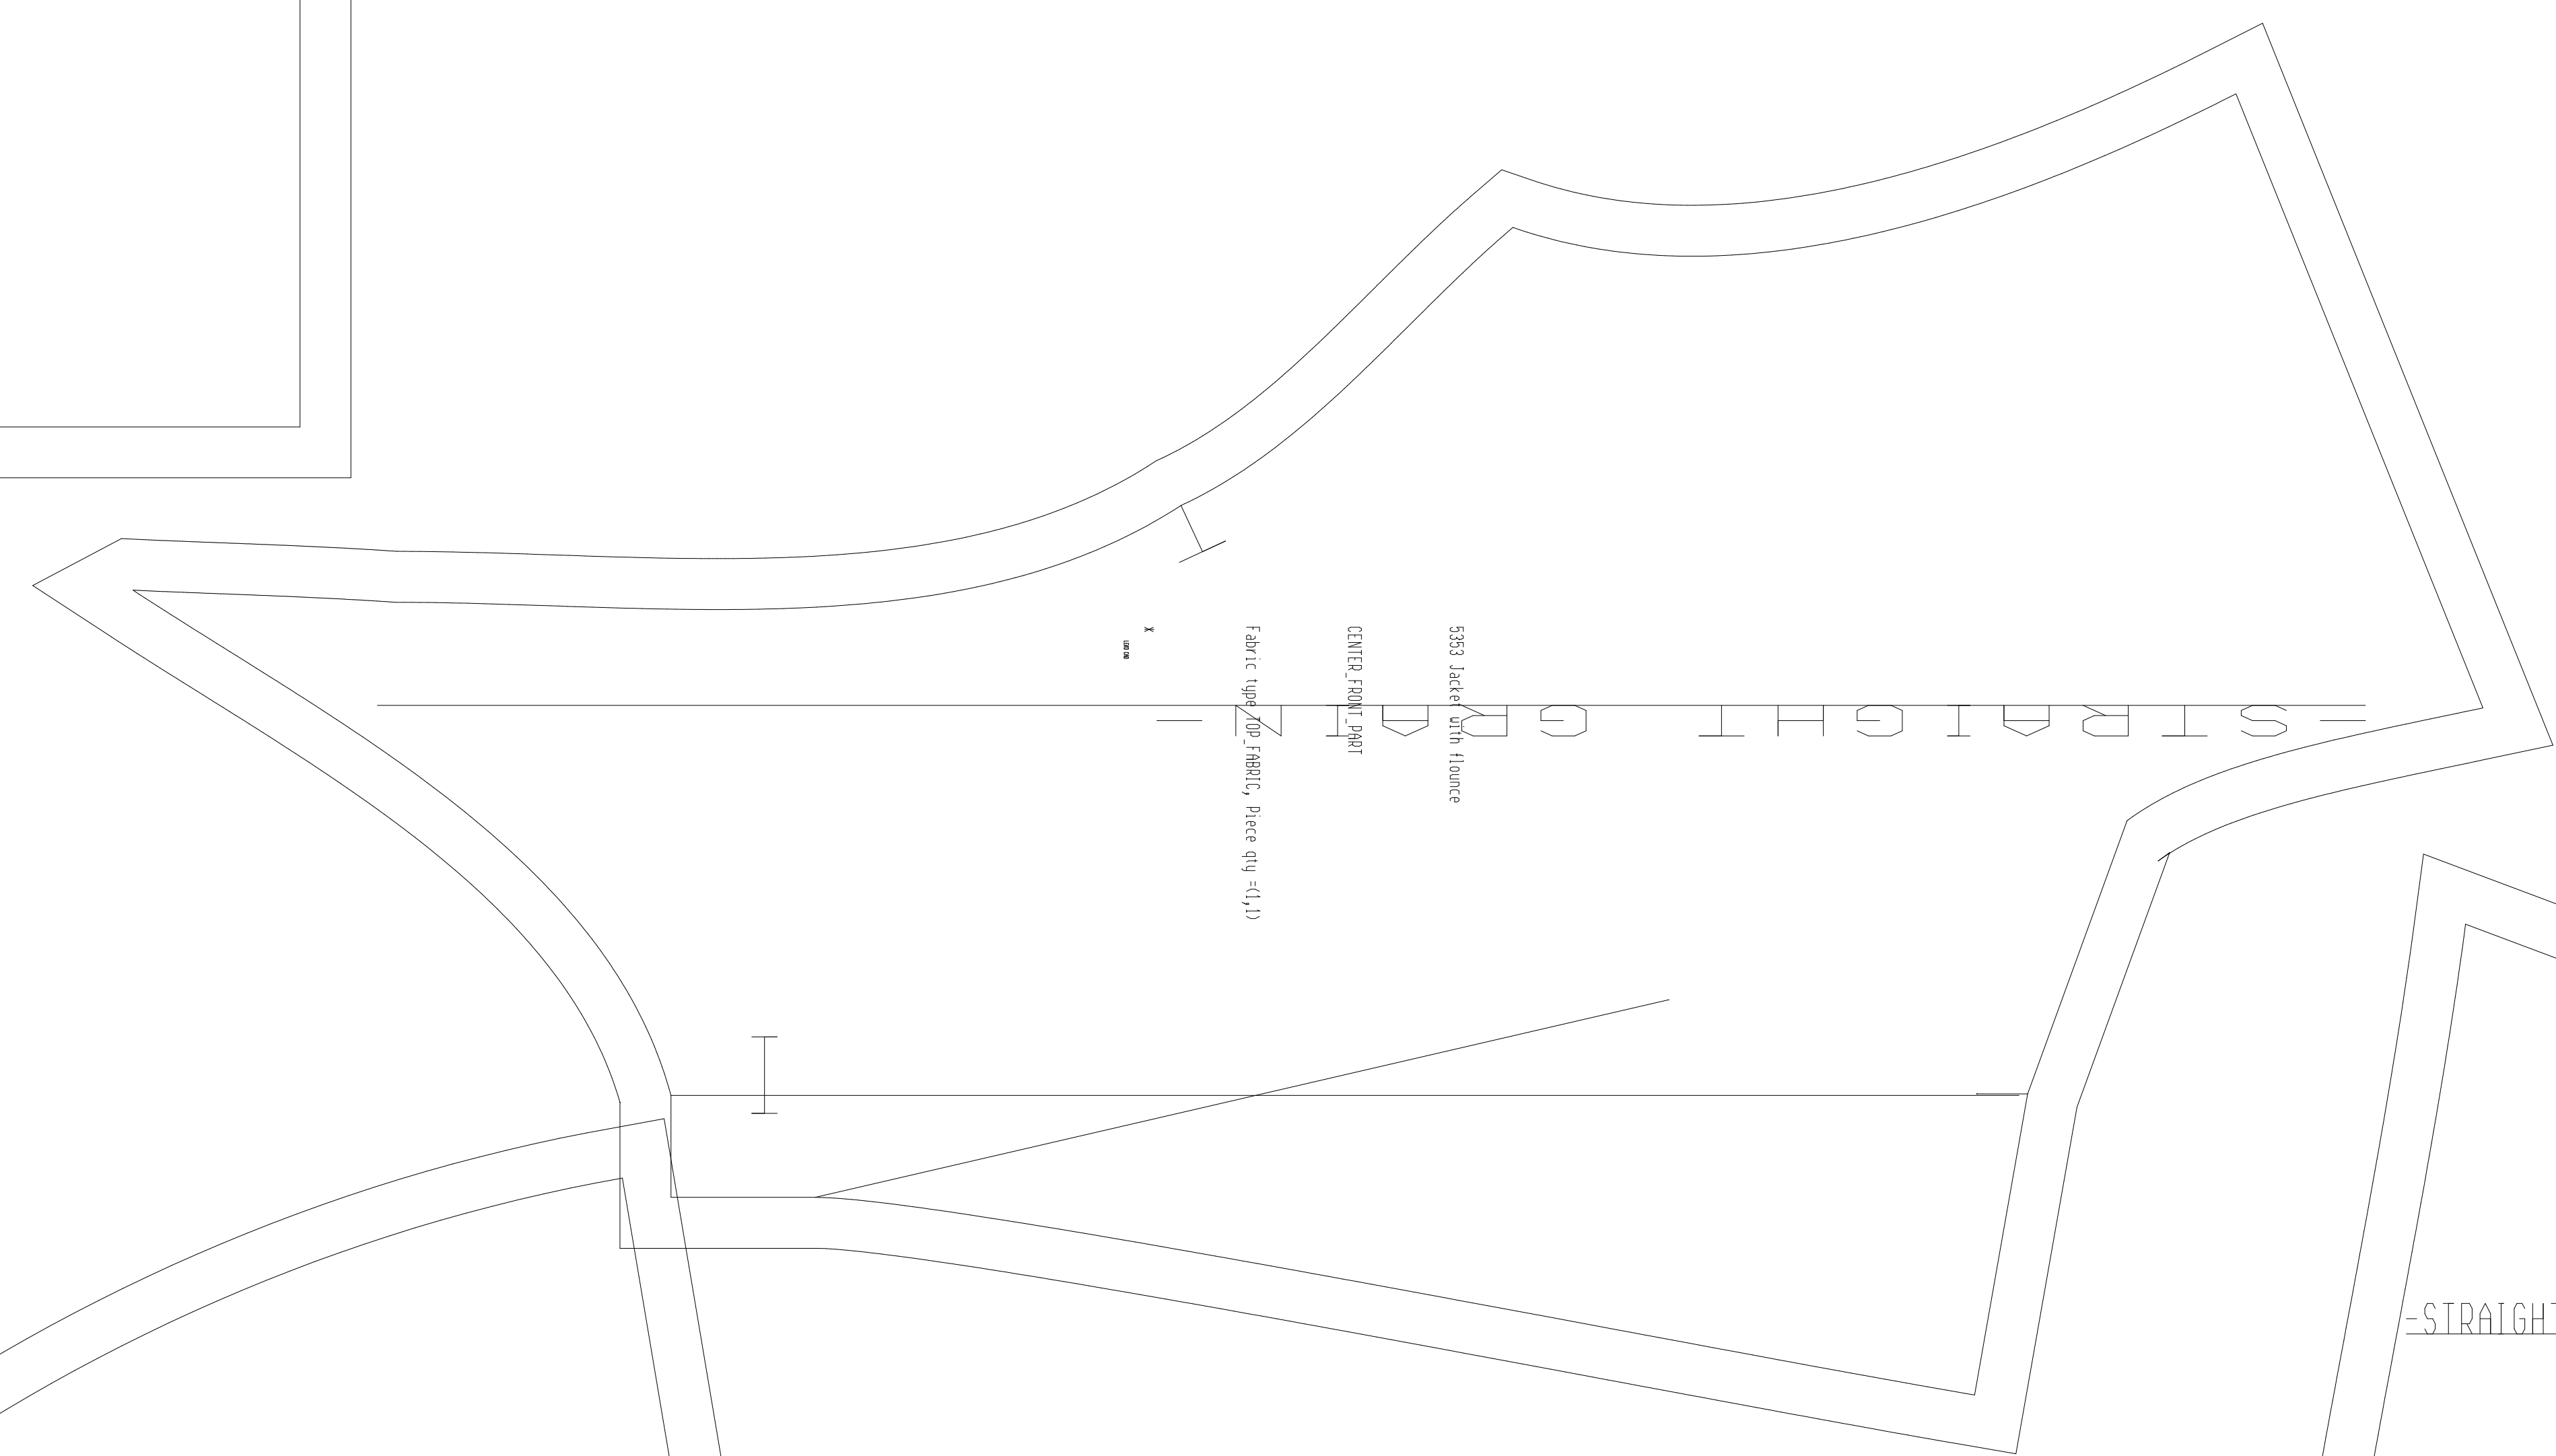 5353 Jacket with flounce
CENTER_FRONT_PART
Fabric type TOP_FABRIC, Piece qty =(1,1)
-STRAIGHT GRAIN-
-STRAIGHT